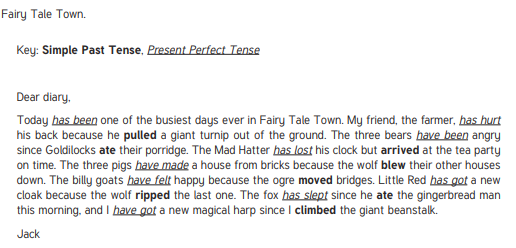 Fairy Tale Town.
Key: Simple Past Tense, Present Perfect Tense
Dear diary,
Today has been one of the busiest days ever in Fairy Tale Town. My friend, the farmer, has hurt
his back because he pulled a giant turnip out of the ground. The three bears have been angry
since Goldilocks ate their porridge. The Mad Hatter has lost his clock but arrived at the tea party
on time. The three pigs have made a house from bricks because the wolf blew their other houses
down. The billy goats have felt happy because the ogre moved bridges. Little Red has got a new
cloak because the wolf ripped the last one. The fox has slept since he ate the gingerbread man
this morning, and I have got a new magical harp since I climbed the giant beanstalk.
Jack